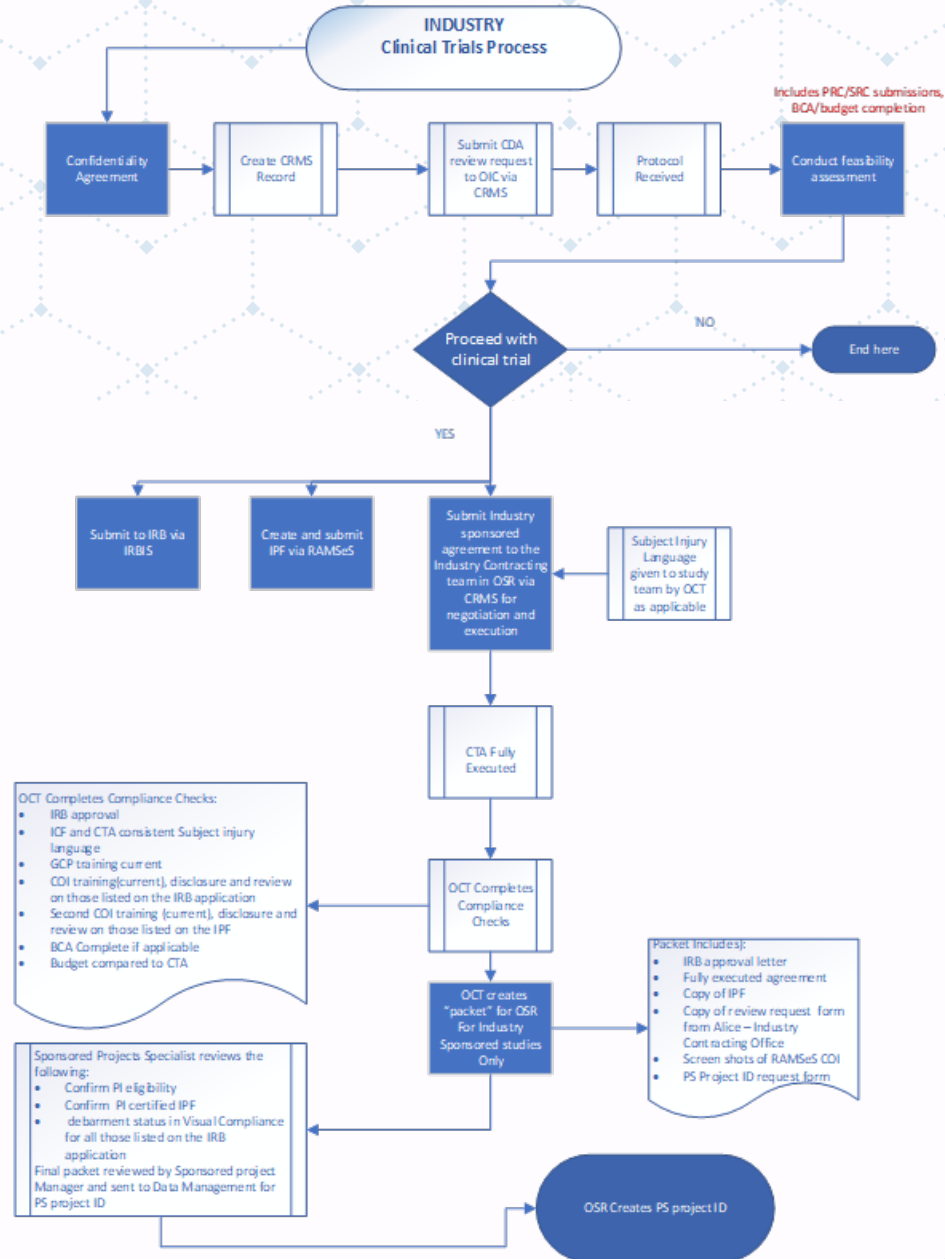 INDUSTRY
Clinical Trials Process
Includes PRC/SRC submissions,
BCA/budget completion
Confidentiality
Agreement
Create CRMS
Record
Submit CDA
review request
to OIC via
CRMS
Protocol
Received
Conduct feasibility
assessment
Proceed with
clinical trial
NO
End here
YES
Submit to IRB via
IRBIS
Create and submit
IPF via RAMSeS
Submit Industry
sponsored
agreement to the
Industry Contracting
team in OSR via
CRMS for
negotiation and
execution
Subject Injury
Language
given to study
team by OCT
as applicable
CTA Fully
Executed
OCT Completes Compliance Checks:
• IRB approval
• ICF and CTA consistent Subject injury
language
• GCP training current
• COI training(current), disclosure and review
on those listed on the IRB application
• Second COI training (current), disclosure and
review on those listed on the IPF
• BCA Complete if applicable
• Budget compared to CTA
OCT Completes
Compliance
Checks
OCT creates
"packet" for OSR
For Industry
Sponsored studies
Only
Packet Includes):
• IRB approval letter
• Fully executed agreement
• Copy of IPF
• Copy of review request form
from Alice – Industry
Contracting Office
• Screen shots of RAMSeS COI
• PS Project ID request form
Sponsored Projects Specialist reviews the
following:
• Confirm PI eligibility
• Confirm PI certified IPF
• debarment status in Visual Compliance
for all those listed on the IRB
application
Final packet reviewed by Sponsored project
Manager and sent to Data Management for
PS project ID
OSR Creates PS project ID